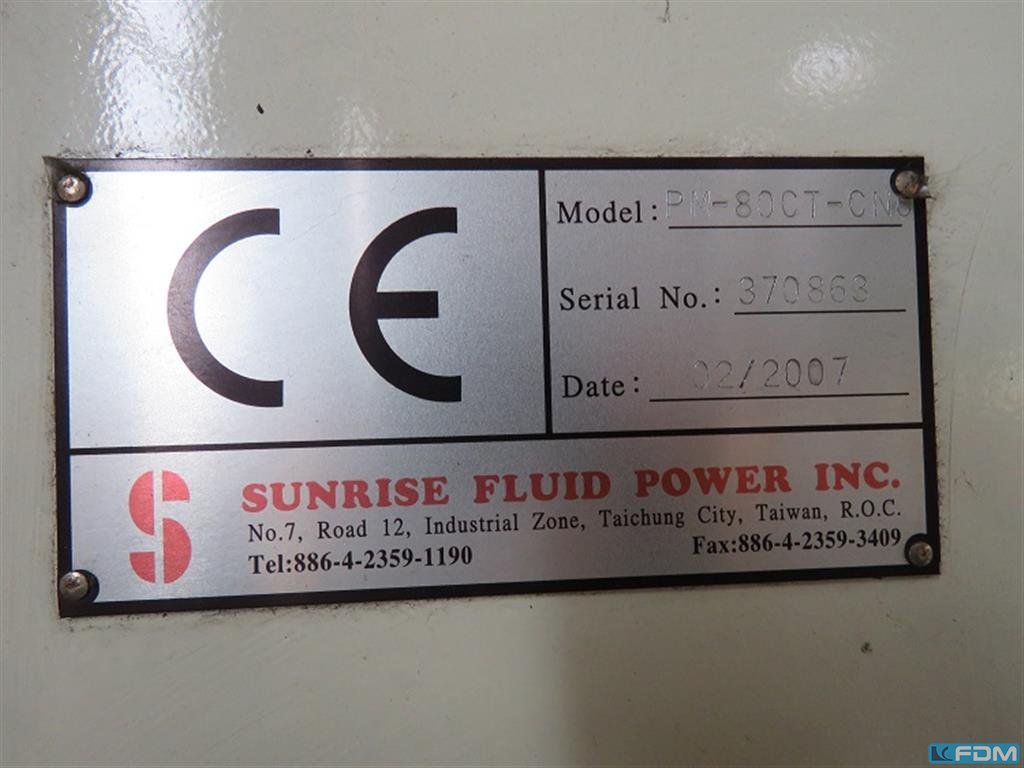 CE
Model: PM-80CT-CNC
Serial No.: 370863
Date: 02/2007
S
SUNRISE FLUID POWER INC.
No.7, Road 12, Industrial Zone, Taichung City, Taiwan, R.O.C.
Tel:886-4-2359-1190 Fax:886-4-2359-3409
FDM